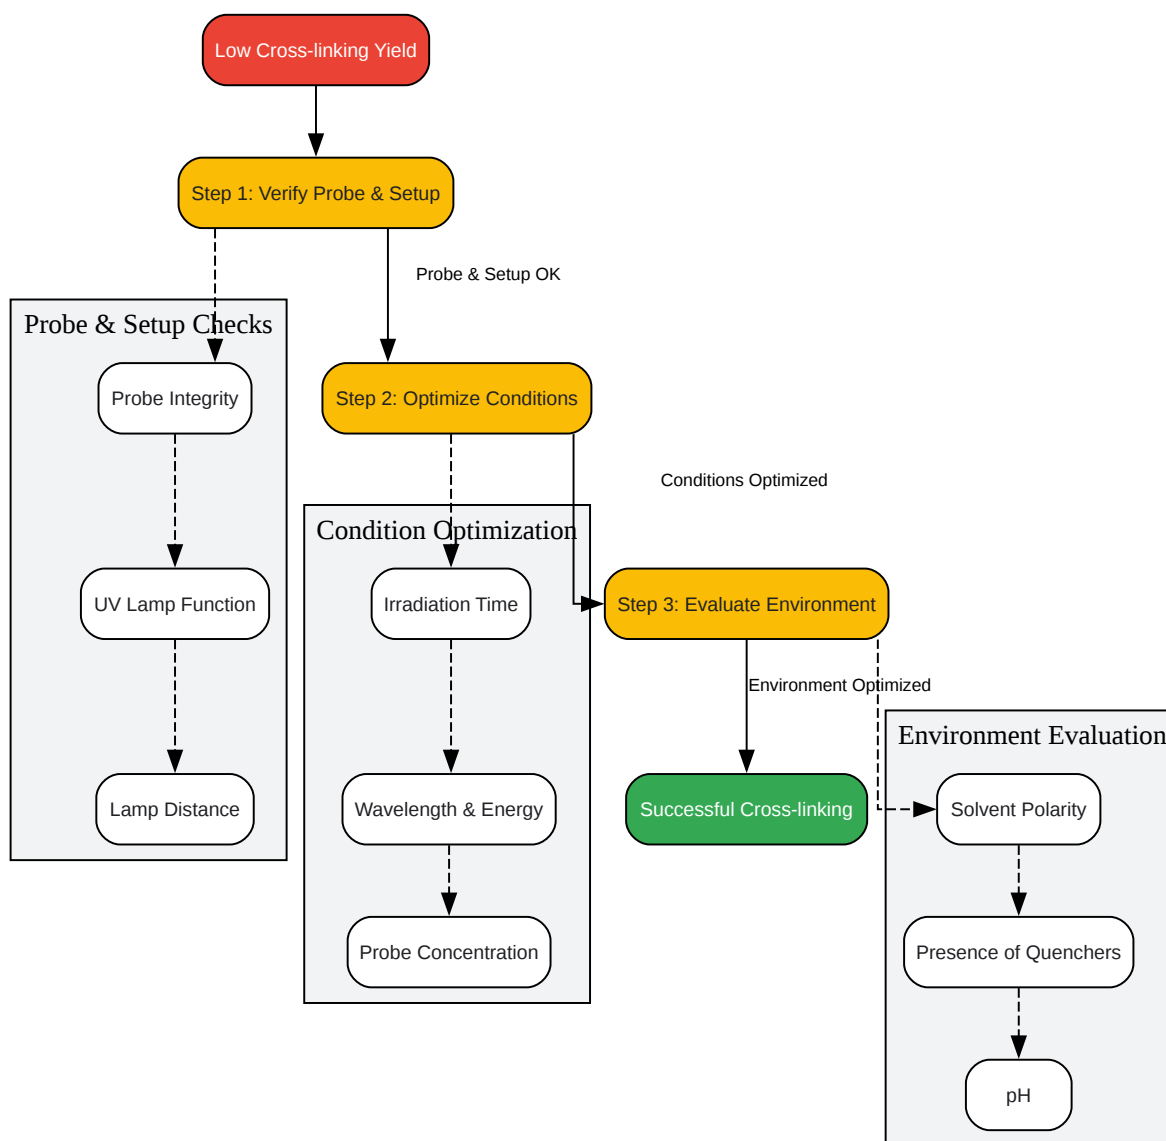 Low Cross-linking Yield
Step 1: Verify Probe & Setup
Probe & Setup OK
Probe & Setup Checks
Probe Integrity
Step 2: Optimize Conditions
Conditions Optimized
Condition Optimization
UV Lamp Function
Irradiation Time
Step 3: Evaluate Environment
Environment Optimized
Environment Evaluation
Lamp Distance
Wavelength & Energy
Successful Cross-linking
Solvent Polarity
Probe Concentration
Presence of Quenchers
pH